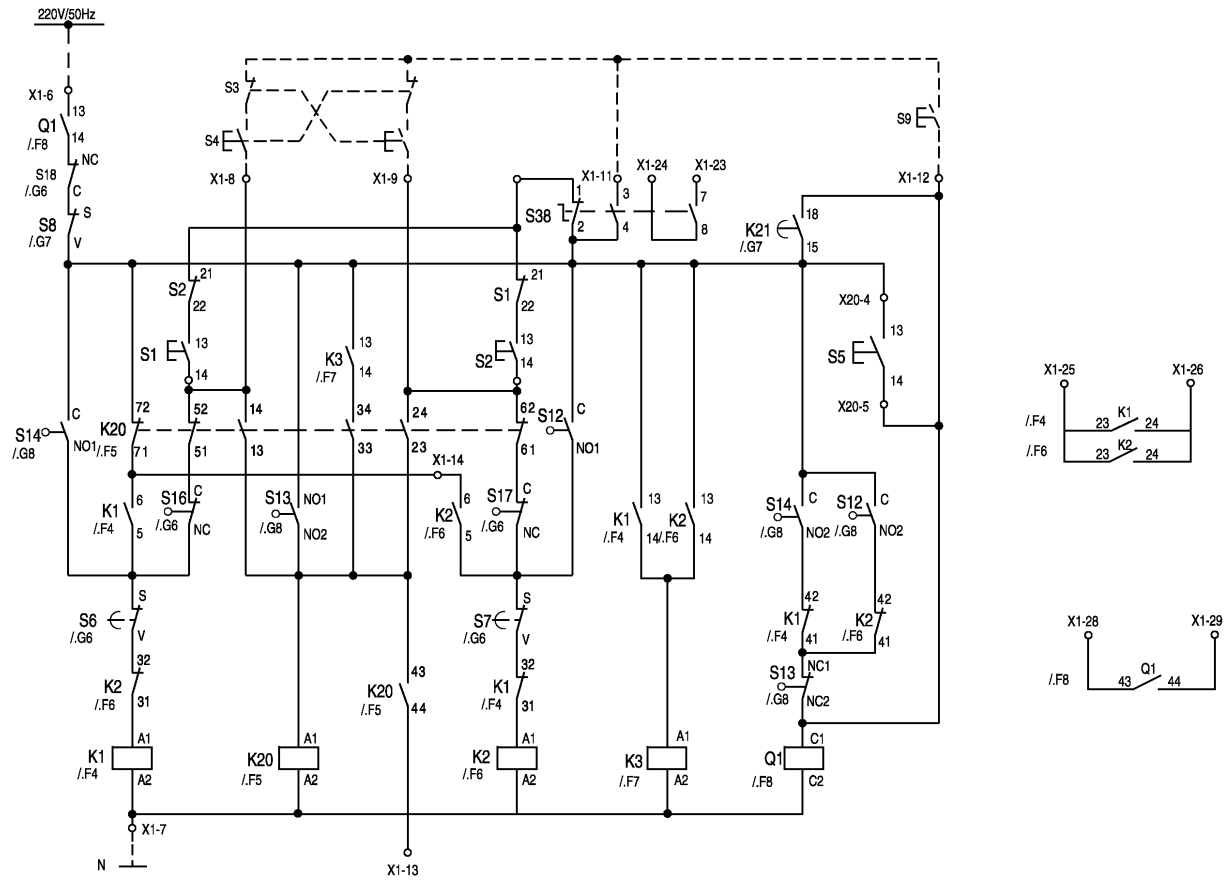 220V/50Hz
X1-6
13
Q1
14
/.F8
NC
S18
/.G6
C
S
S8
/.G7
V
S3
S4
X1-8
X1-9
S9
X1-12
X1-11
X1-24
X1-23
1
3
7
S38
2
4
8
K21
/.G7
18
15
S2
21
22
S1
21
22
S1
13
14
S2
13
14
K3
/.F7
13
14
X20-4
13
S5
14
X20-5
X1-25
X1-26
/.F4
23
K1
24
/.F6
23
K2
24
C
S14
NO1
/.G8
72
K20
/.F5
71
52
51
14
13
34
33
24
23
62
61
S12
C
NO1
X1-14
6
K1
/.F4
5
S16
C
/.G6
NC
S13
NO1
/.G8
NO2
6
K2
/.F6
5
S17
C
/.G6
NC
13
K1
/.F4
14
13
K2
/.F6
14
S14
C
/.G8
NO2
S12
C
/.G8
NO2
S
S6
/.G6
V
S
S7
/.G6
V
42
K1
/.F4
41
42
K2
/.F6
41
X1-28
X1-29
/.F8
43
Q1
44
32
K2
/.F6
31
43
K20
/.F5
44
32
K1
/.F4
31
S13
NC1
/.G8
NC2
A1
K1
/.F4
A2
A1
K20
/.F5
A2
A1
K2
/.F6
A2
A1
K3
/.F7
A2
C1
Q1
/.F8
C2
X1-7
N
X1-13